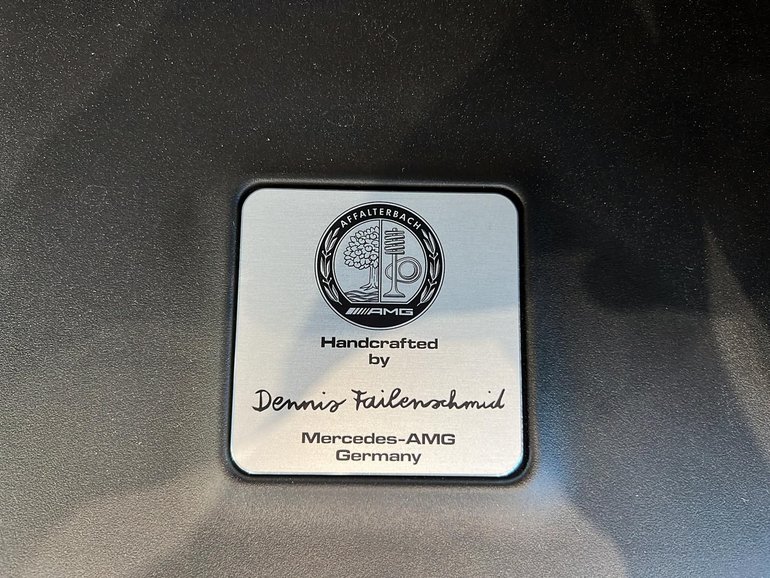 AFFALTERBACH
AMG
Handcrafted
by
Dennis Failenschmid
Mercedes-AMG
Germany